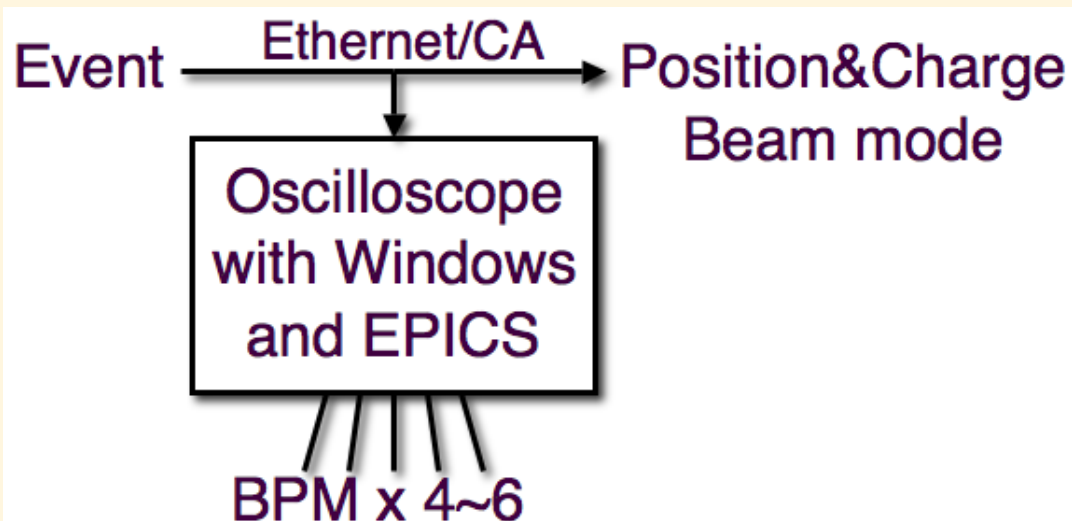 Ethernet/CA
Event
Position&Charge
Beam mode
Oscilloscope
with Windows
and EPICS
BPM x 4~6